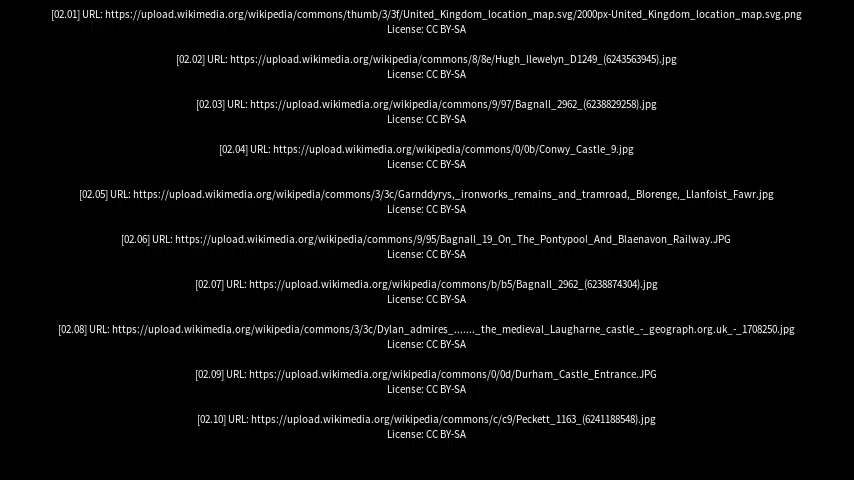 [02.01] URL: https://upload.wikimedia.org/wikipedia/commons/thumb/3/3f/United_Kingdom_location_map.svg/2000px-United_Kingdom_location_map.svg.png
License: CC BY-SA
[02.02] URL: https://upload.wikimedia.org/wikipedia/commons/8/8e/Hugh_llewelyn_D1249_(6243563945).jpg
License: CC BY-SA
[02.03] URL: https://upload.wikimedia.org/wikipedia/commons/9/97/Bagnall_2962_(6238829258).jpg
License: CC BY-SA
[02.04] URL: https://upload.wikimedia.org/wikipedia/commons/0/0b/Conwy_Castle_9.jpg
License: CC BY-SA
[02.05] URL: https://upload.wikimedia.org/wikipedia/commons/3/3c/Garnddyrys,_ironworks_remains_and_tramroad,_Blorenge,_Llanfoist_Fawr.jpg
License: CC BY-SA
[02.06] URL: https://upload.wikimedia.org/wikipedia/commons/9/95/Bagnall_19_On_The_Pontypool_And_Blaenavon_Railway.JPG
License: CC BY-SA
[02.07] URL: https://upload.wikimedia.org/wikipedia/commons/b/b5/Bagnall_2962_(6238874304).jpg
License: CC BY-SA
[02.08] URL: https://upload.wikimedia.org/wikipedia/commons/3/3c/Dylan_admires_......._the_medieval_Laugharne_castle_-_geograph.org.uk_-_1708250.jpg
License: CC BY-SA
[02.09] URL: https://upload.wikimedia.org/wikipedia/commons/0/0d/Durham_Castle_Entrance.JPG
License: CC BY-SA
[02.10] URL: https://upload.wikimedia.org/wikipedia/commons/c/c9/Peckett_1163_(6241188548).jpg
License: CC BY-SA